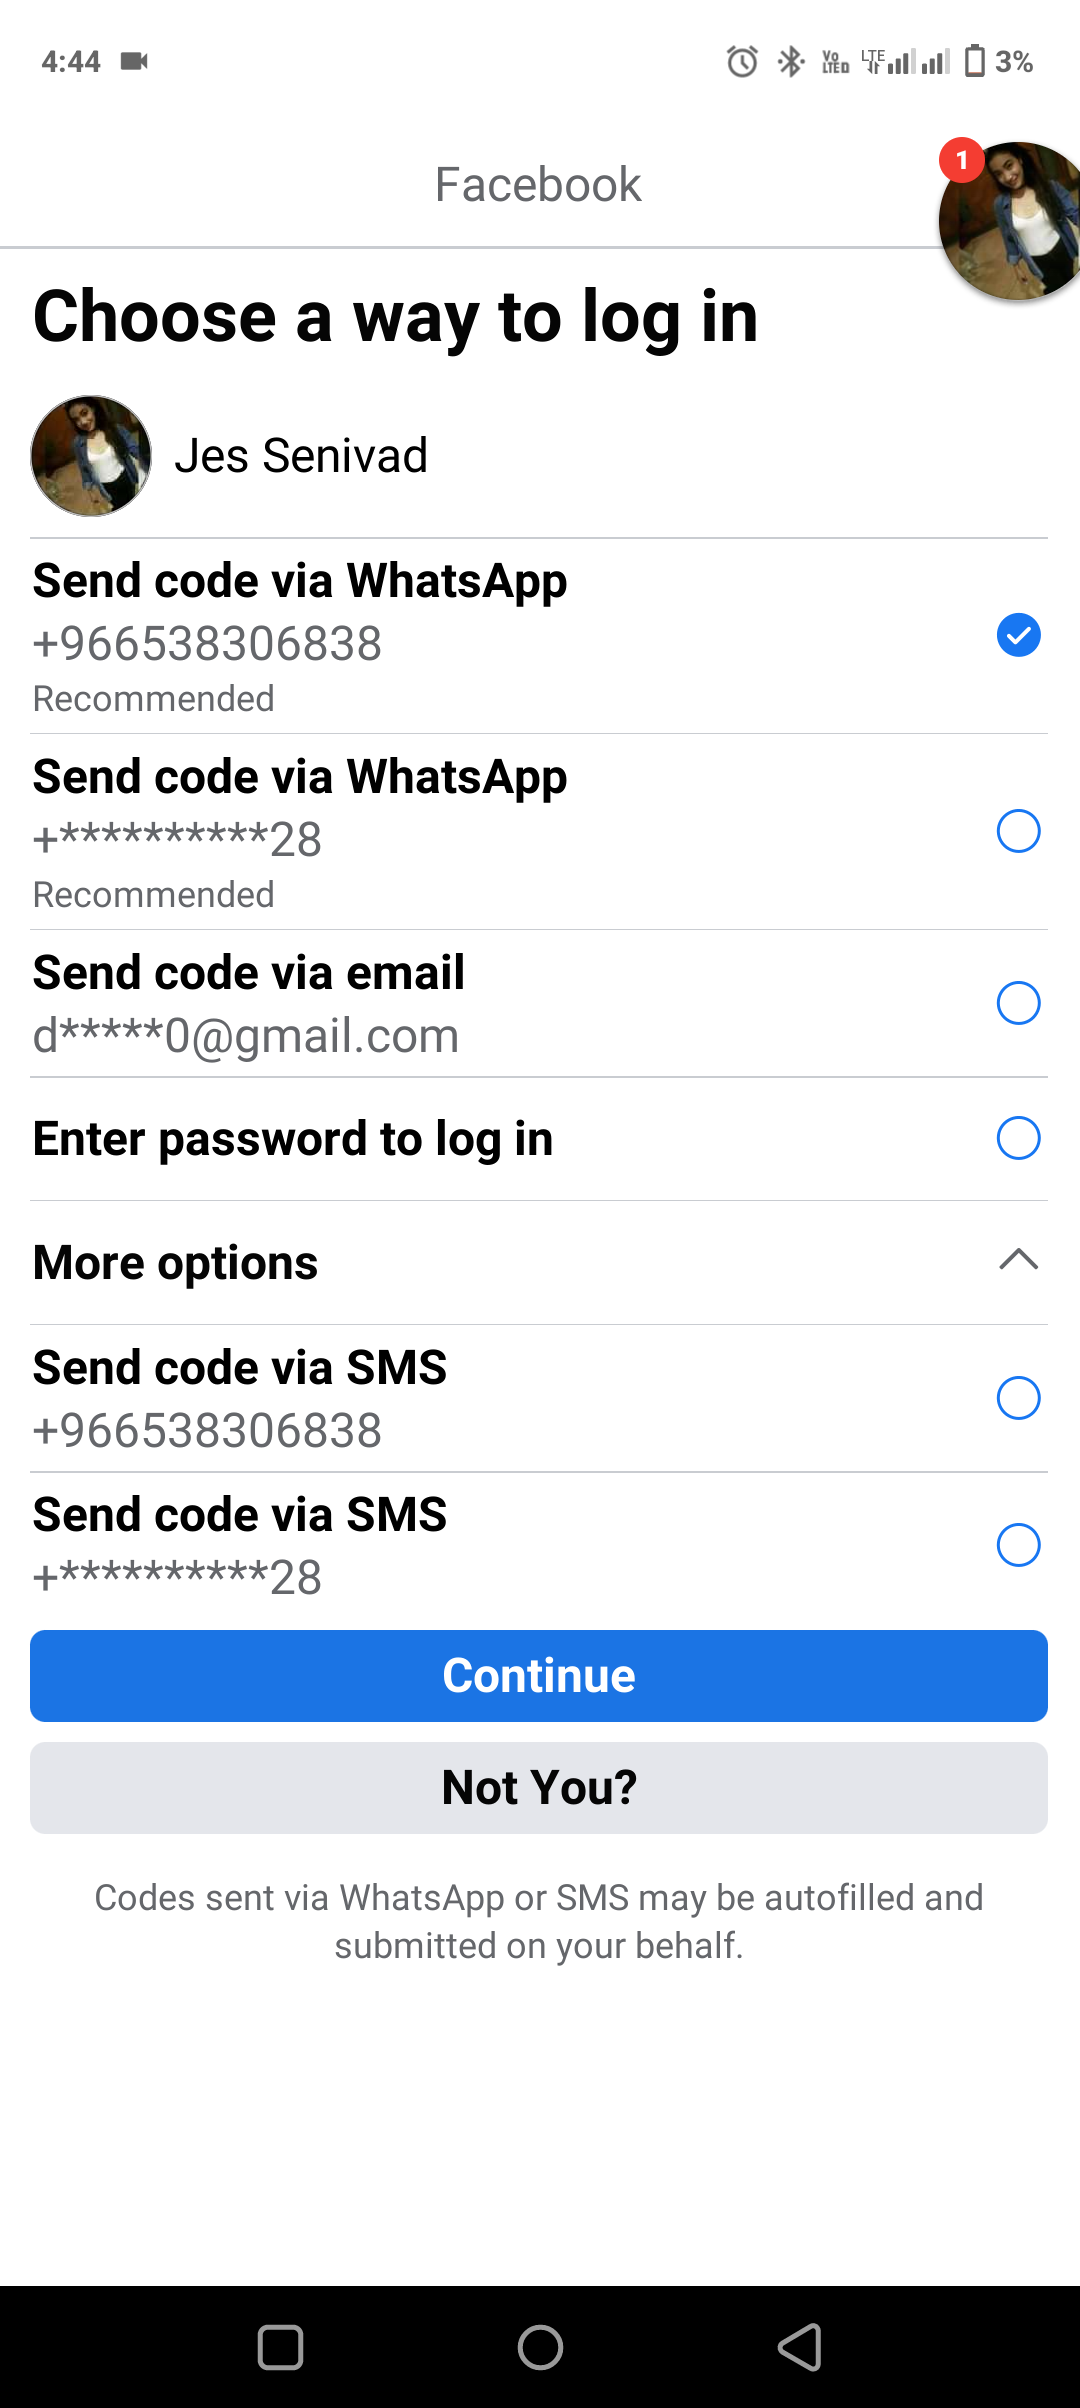 4:44
Vo LTED LTE 3%
Facebook
1
Choose a way to log in
Jes Senivad
Send code via WhatsApp
+966538306838
Recommended
Send code via WhatsApp
+**********28
Recommended
Send code via email
d*****0@gmail.com
Enter password to log in
More options
Send code via SMS
+966538306838
Send code via SMS
+**********28
Continue
Not You?
Codes sent via WhatsApp or SMS may be autofilled and
submitted on your behalf.